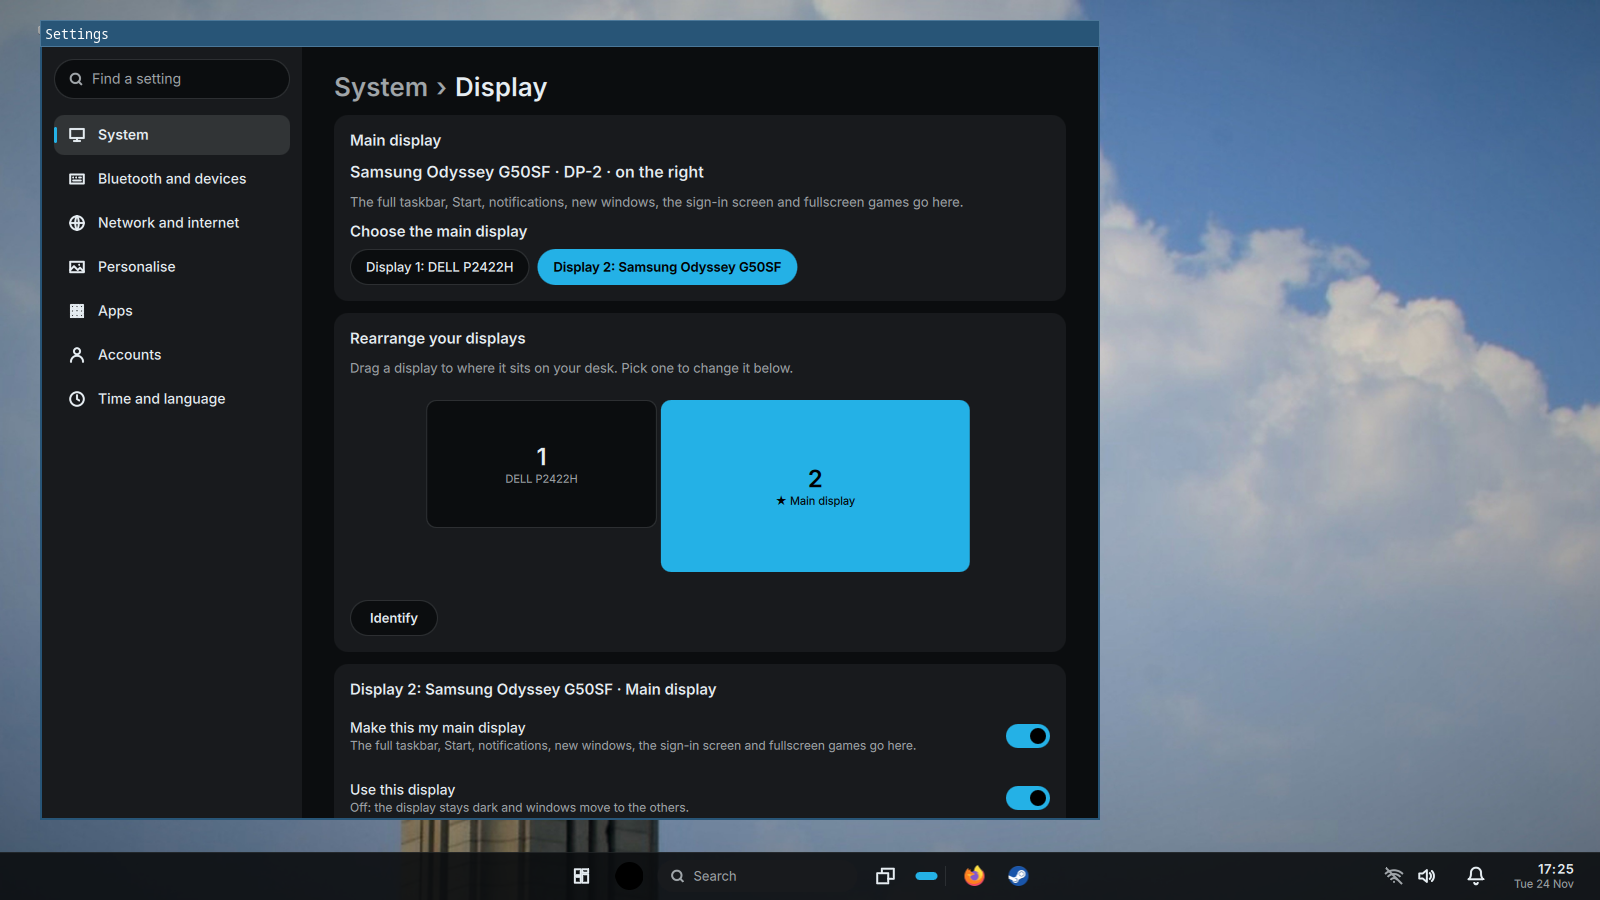 Settings
Find a setting
System
Bluetooth and devices
Network and internet
Personalise
Apps
Accounts
Time and language
System › Display
Main display
Samsung Odyssey G50SF · DP-2 · on the right
The full taskbar, Start, notifications, new windows, the sign-in screen and fullscreen games go here.
Choose the main display
Display 1: DELL P2422H
Display 2: Samsung Odyssey G50SF
Rearrange your displays
Drag a display to where it sits on your desk. Pick one to change it below.
1
DELL P2422H
2
★ Main display
Identify
Display 2: Samsung Odyssey G50SF · Main display
Make this my main display
The full taskbar, Start, notifications, new windows, the sign-in screen and fullscreen games go here.
Use this display
Off: the display stays dark and windows move to the others.
Search
17:25
Tue 24 Nov